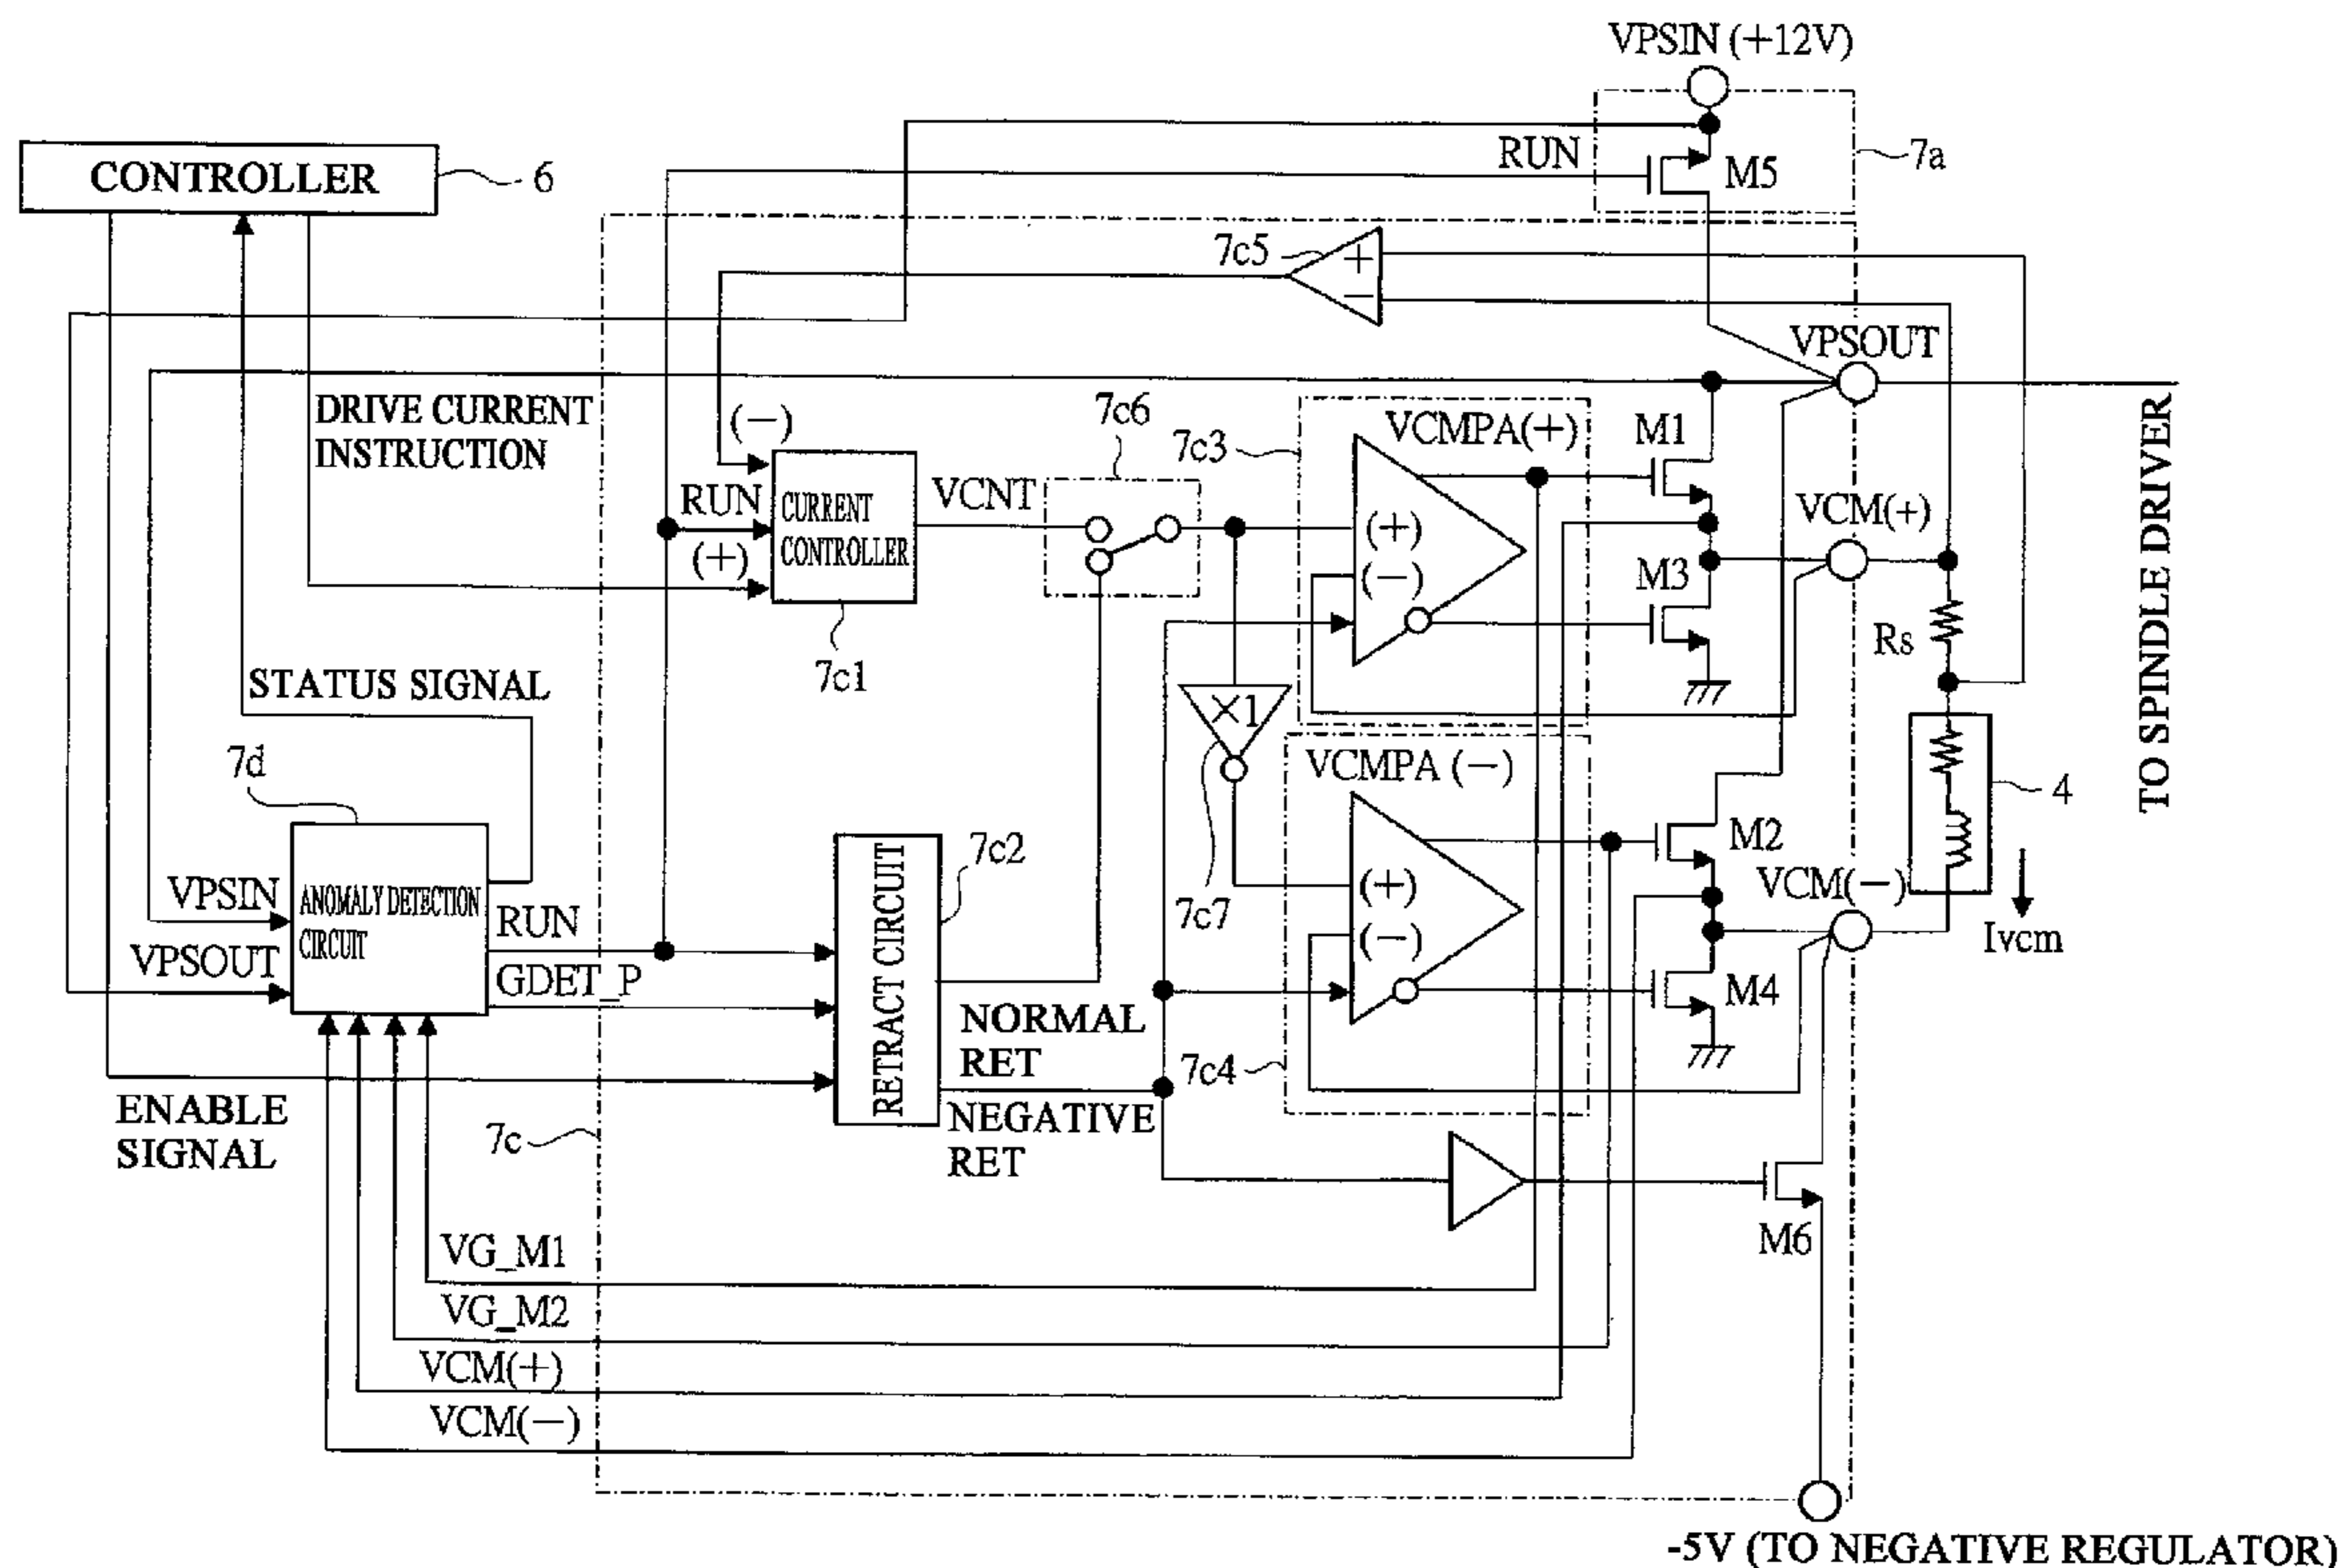 VPSIN (+12V)
CONTROLLER
6
RUN
M5
7a
7c5
+
−
VPSOUT
DRIVE CURRENT
INSTRUCTION
(−)
7c6
7c3
VCMPA(+)
M1
RUN
(+)
CURRENT
CONTROLLER
VCNT
(+)
(−)
VCM(+)
M3
Rs
7c1
STATUS SIGNAL
×1
TO SPINDLE DRIVER
7d
VCMPA (−)
4
7c2
M2
VPSIN
ANOMALY DETECTION
CIRCUIT
RUN
7c7
(+)
(−)
VCM(−)
Ivcm
VPSOUT
GDET_P
RETRACT CIRCUIT
M4
NORMAL
RET
7c4
ENABLE
SIGNAL
7c
NEGATIVE
RET
M6
VG_M1
VG_M2
VCM(+)
VCM(−)
-5V (TO NEGATIVE REGULATOR)